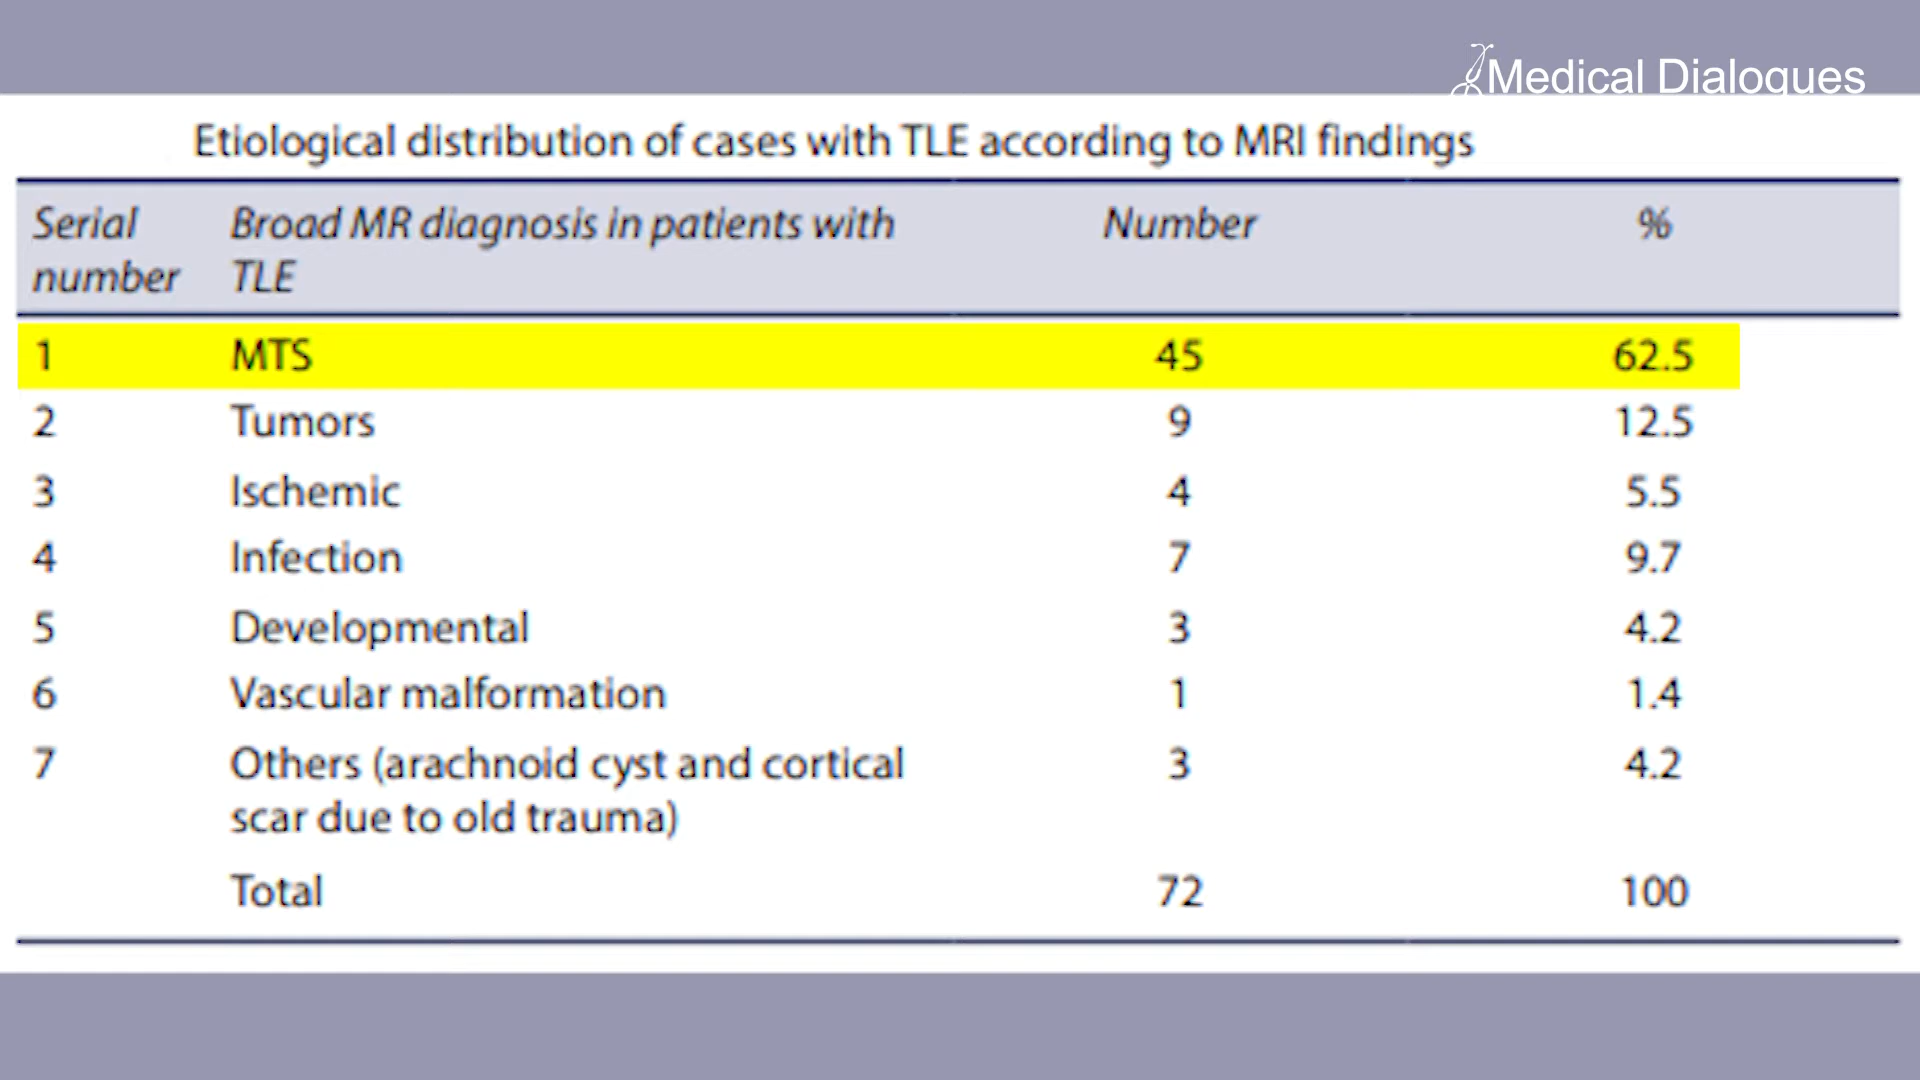 Medical Dialogues
Etiological distribution of cases with TLE according to MRI findings
Serial number Broad MR diagnosis in patients with TLE Number %
1 MTS 45 62.5
2 Tumors 9 12.5
3 Ischemic 4 5.5
4 Infection 7 9.7
5 Developmental 3 4.2
6 Vascular malformation 1 1.4
7 Others (arachnoid cyst and cortical 3 4.2
scar due to old trauma)
Total 72 100